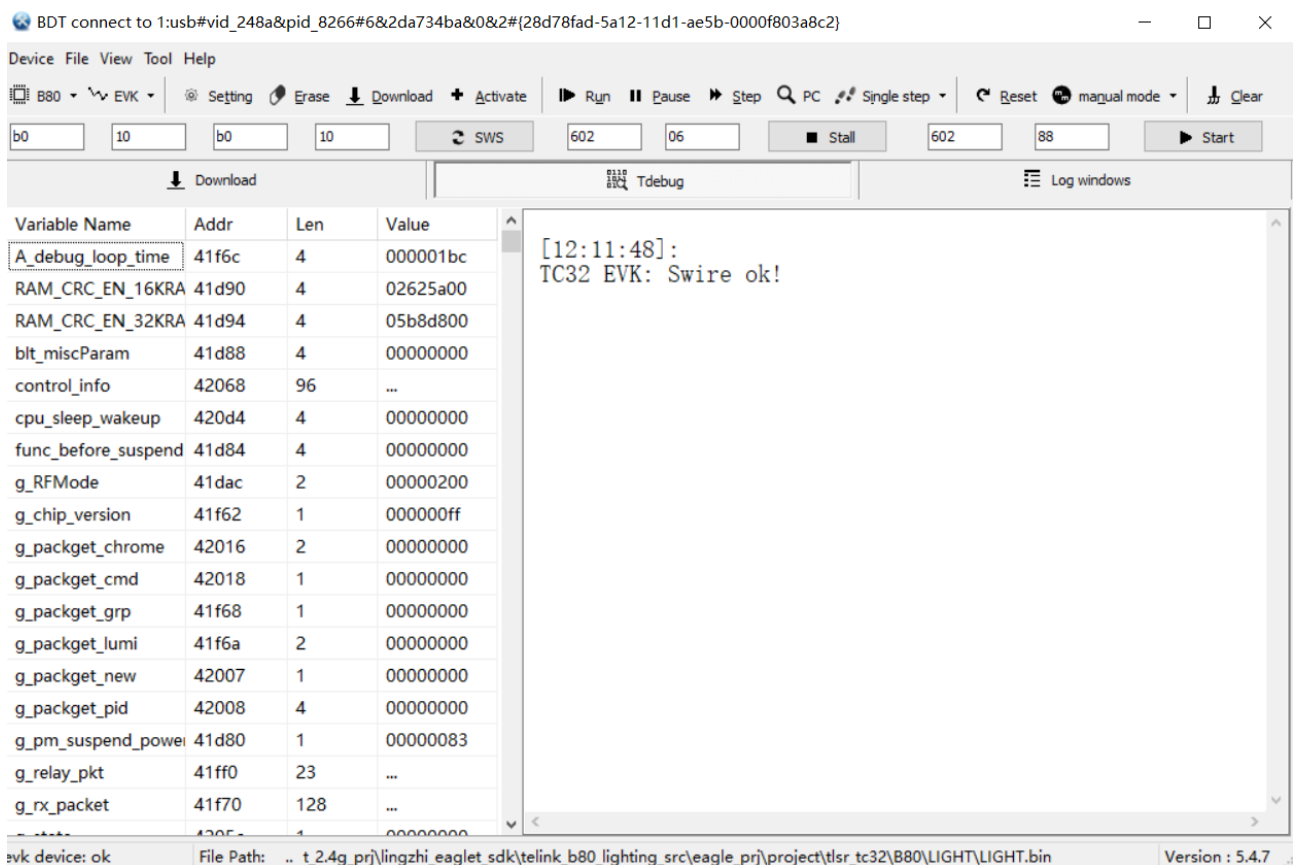 BDT connect to 1:usb#vid_248a&pid_8266#6&2da734ba&0&2#{28d78fad-5a12-11d1-ae5b-0000f803a8c2}
Device File View Tool Help
B80 EVK Setting Erase Download Activate Run Pause Step PC Single step Reset manual mode Clear
b0 10 b0 10 SWS 602 06 Stall 602 88 Start
Download Tdebug Log windows
Variable Name Addr Len Value
A_debug_loop_time 41f6c 4 000001bc
RAM_CRC_EN_16KRA 41d90 4 02625a00
RAM_CRC_EN_32KRA 41d94 4 05b8d800
blt_miscParam 41d88 4 00000000
control_info 42068 96 ...
cpu_sleep_wakeup 420d4 4 00000000
func_before_suspend 41d84 4 00000000
g_RFMode 41dac 2 00000200
g_chip_version 41f62 1 000000ff
g_packget_chrome 42016 2 00000000
g_packget_cmd 42018 1 00000000
g_packget_grp 41f68 1 00000000
g_packget_lumi 41f6a 2 00000000
g_packget_new 42007 1 00000000
g_packget_pid 42008 4 00000000
g_pm_suspend_power 41d80 1 00000083
g_relay_pkt 41ff0 23 ...
g_rx_packet 41f70 128 ...
[12:11:48]:
TC32 EVK: Swire ok!
evk device: ok File Path: .. t_2.4g_prj\lingzhi_eaglet_sdk\telink_b80_lighting_src\eagle_prj\project\tlsr_tc32\B80\LIGHT\LIGHT.bin Version : 5.4.7